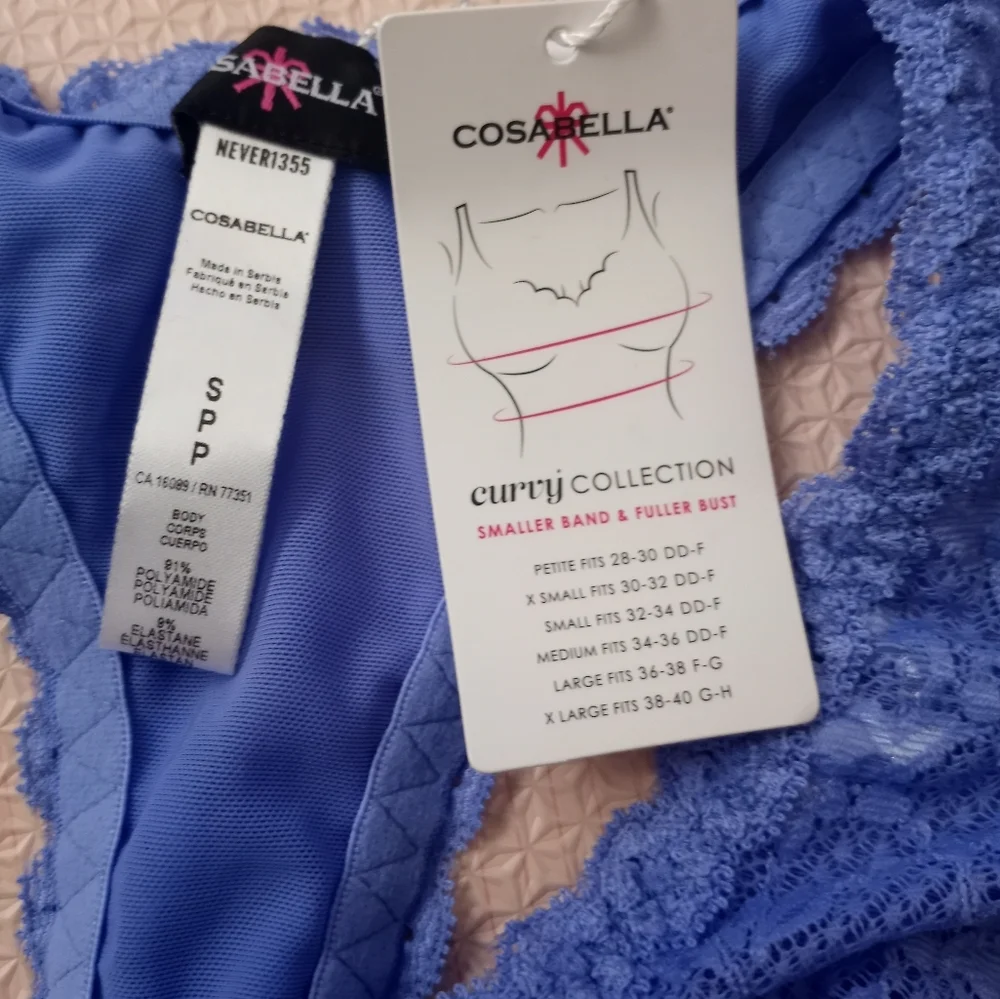 SABELLA
NEVER1355
COSABELLA
Made in Serbia
Fabriqué en Serbie
Hecho en Serbia
S
P
P
CA 16089 / RN 77351
BODY
CORPS
CUERPO
91%
POLYAMIDE
POLYAMIDE
POLIAMIDA
9%
ELASTANE
ELASTHANNE
COSABELLA
curvy COLLECTION
SMALLER BAND & FULLER BUST
PETITE FITS 28-30 DD-F
X SMALL FITS 30-32 DD-F
SMALL FITS 32-34 DD-F
MEDIUM FITS 34-36 DD-F
LARGE FITS 36-38 F-G
X LARGE FITS 38-40 G-H